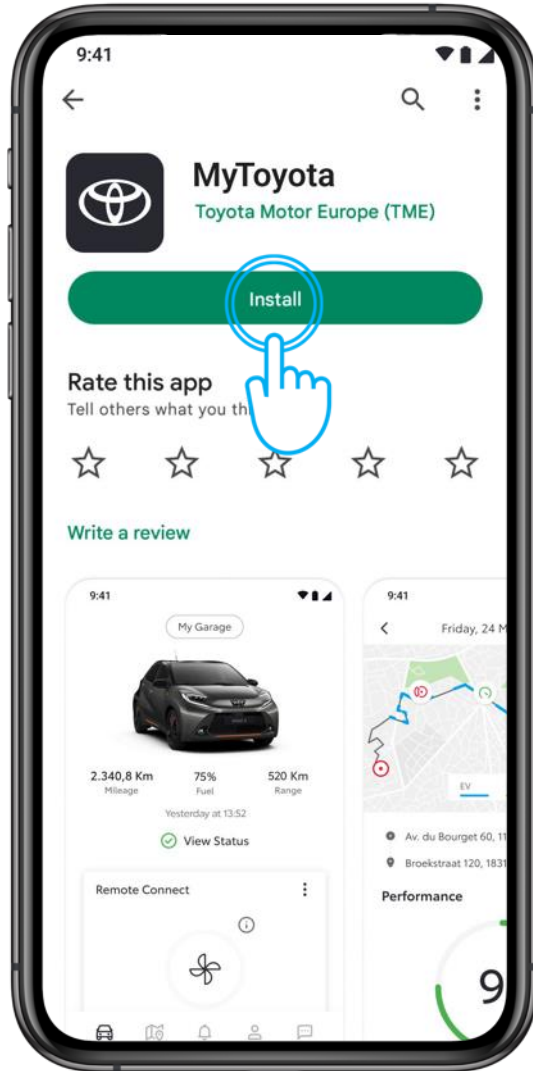 9:41
MyToyota
Toyota Motor Europe (TME)
Install
Rate this app
Tell others what you th
Write a review
9:41
My Garage
2.340,8 Km 75% 520 Km
Mileage Fuel Range
Yesterday at 13:52
View Status
Remote Connect
9:41
Friday, 24 M
EV
Av. du Bourget 60, 11
Broekstraat 120, 1831
Performance
9